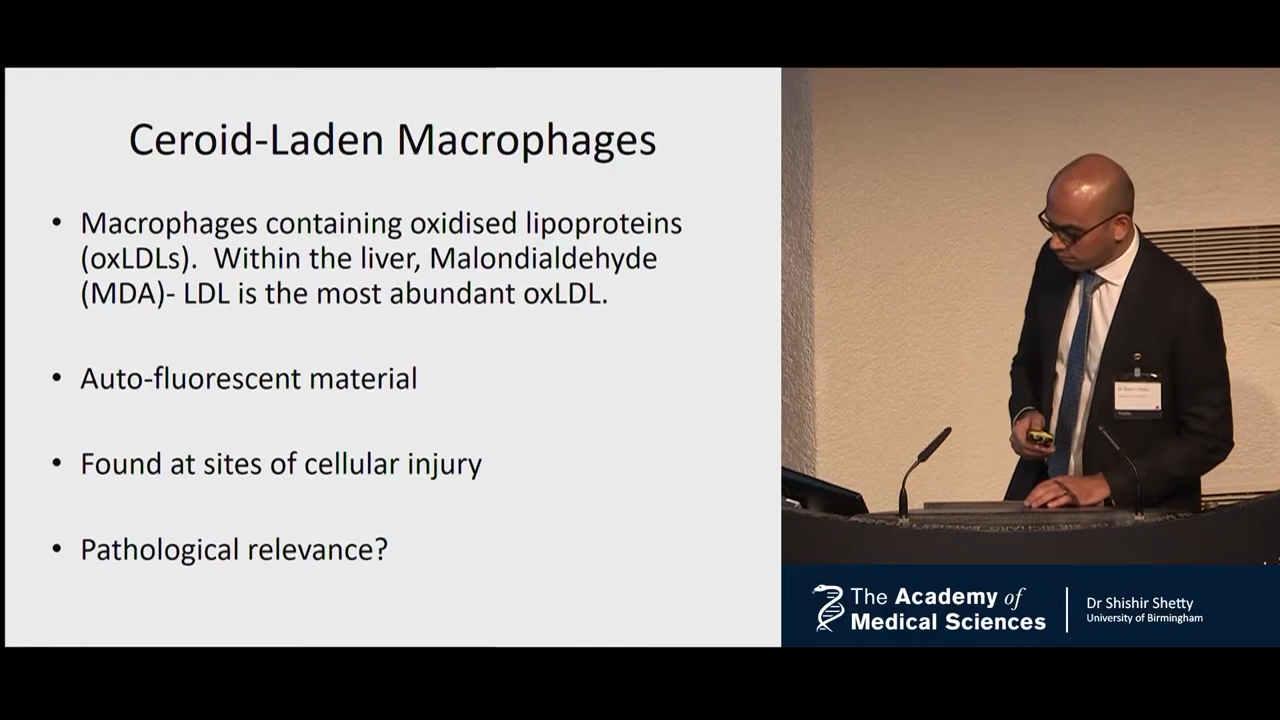 Ceroid-Laden Macrophages
• Macrophages containing oxidised lipoproteins
(oxLDLs).  Within the liver, Malondialdehyde
(MDA)- LDL is the most abundant oxLDL.
• Auto-fluorescent material
• Found at sites of cellular injury
• Pathological relevance?
The Academy of
Medical Sciences
Dr Shishir Shetty
University of Birmingham